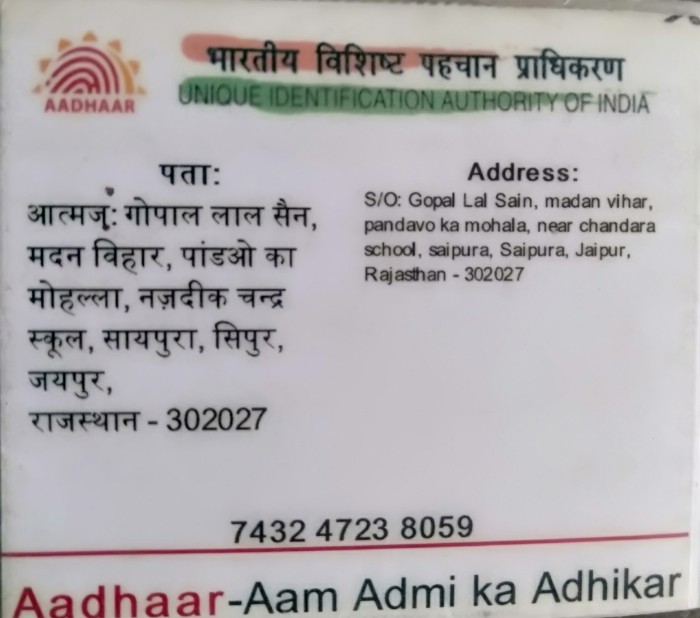 AADHAAR
भारतीय विशिष्ट पहचान प्राधिकरण
UNIQUE IDENTIFICATION AUTHORITY OF INDIA
पता:
आत्मज: गोपाल लाल सैन,
मदन विहार, पांडओ का
मोहल्ला, नज़दीक चन्द्र
स्कूल, सायपुरा, सिपुर,
जयपुर,
राजस्थान - 302027
Address:
S/O: Gopal Lal Sain, madan vihar,
pandavo ka mohala, near chandara
school, saipura, Saipura, Jaipur,
Rajasthan - 302027
7432 4723 8059
Aadhaar-Aam Admi ka Adhikar